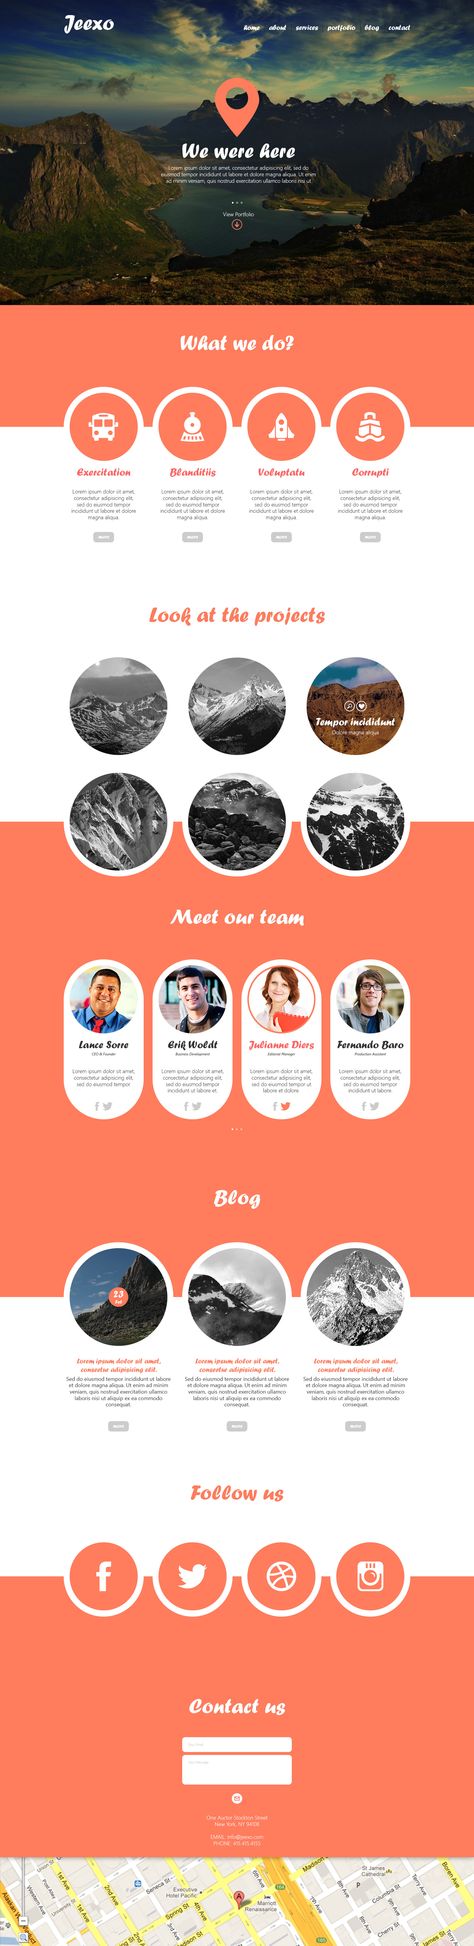 Jeexo
home about services portfolio blog contact
We were here
Lorem ipsum dolor sit amet, consectetur adipisicing elit, sed dp
eiusmod tempor incididunt ut labore et dolore magna aliqua. Ut enim
ad minim veniam, quis nostrud exercitation ullamco laboris nisi ut
View Portfolio
What we do?
Exercitation Blanditiis Voluptatu Corrupti
Lorem ipsum dolor sit amet, consectetur adipisicing elit, sed do eiusmod tempor incididunt ut labore et dolore magna aliqua.
Lorem ipsum dolor sit amet, consectetur adipisicing elit, sed do eiusmod tempor incididunt ut labore et dolore magna aliqua.
Lorem ipsum dolor sit amet, consectetur adipisicing elit, sed do eiusmod tempor incididunt ut labore et dolore magna aliqua.
Lorem ipsum dolor sit amet, consectetur adipisicing elit, sed do eiusmod tempor incididunt ut labore et dolore magna aliqua.
more more more more
Look at the projects
Tempor incididunt
Dolore magna aliqua
Meet our team
Lance Sorre Erik Woldt Julianne Diers Fernando Baro
CEO & Founder Business Development Editorial Manager Production Assistant
Lorem ipsum dolor sit amet, consectetur adipisicing elit, sed do eiusmod tempor
Lorem ipsum dolor sit amet, consectetur adipisicing elit, sed do eiusmod tempor incididunt ut labore et
Lorem ipsum dolor sit amet, consectetur adipisicing elit, sed do eiusmod tempor incididunt ut labore et dolore
Lorem ipsum dolor sit amet, consectetur adipisicing elit, sed do eiusmod tempor incididunt ut labore et
Blog
23
Lorem ipsum dolor sit amet, consectetur adipisicing elit.
Lorem ipsum dolor sit amet, consectetur adipisicing elit.
Lorem ipsum dolor sit amet, consectetur adipisicing elit.
Sed do eiusmod tempor incididunt ut labore et dolore magna aliqua. Ut enim ad minim veniam, quis nostrud exercitation ullamco laboris nisi ut aliquip ex ea commodo consequat.
Sed do eiusmod tempor incididunt ut labore et dolore magna aliqua. Ut enim ad minim veniam, quis nostrud exercitation ullamco laboris nisi ut aliquip ex ea commodo consequat.
Sed do eiusmod tempor incididunt ut labore et dolore magna aliqua. Ut enim ad minim veniam, quis nostrud exercitation ullamco laboris nisi ut aliquip ex ea commodo consequat.
more more more
Follow us
Contact us
One Auctor Stockton Street
New York, NY 94108
EMAIL: info@jeexo.com
PHONE: 415.415.4155
Executive
Hotel Pacific
Marriott
Renaissance
St James
Cathedral
Madison St
Columbia St
Cherry St
James St
Marion St
Spring St
Seneca St
A
P